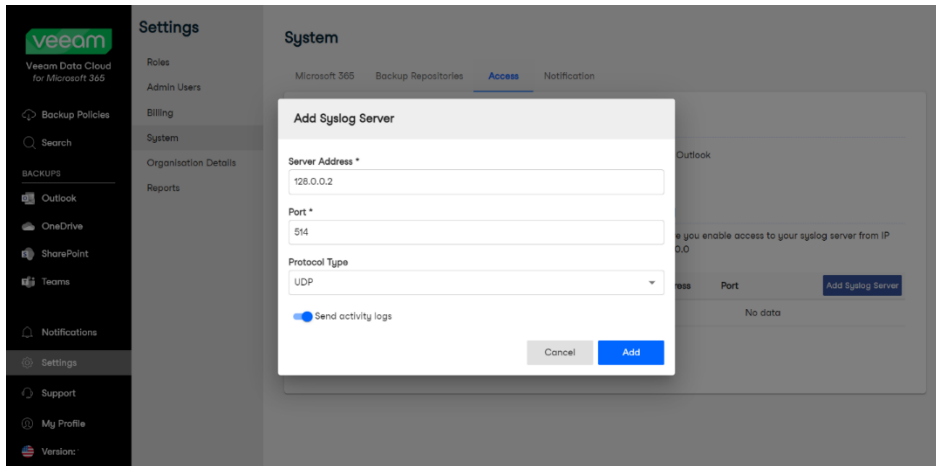 veeam
Veeam Data Cloud
for Microsoft 365
Backup Policies
Search
BACKUPS
Outlook
OneDrive
SharePoint
Teams
Notifications
Settings
Support
My Profile
Version:
Settings
Roles
Admin Users
Billing
System
Organisation Details
Reports
System
Microsoft 365 Backup Repositories Access Notification
Add Syslog Server
Server Address *
128.0.0.2
Port *
514
Protocol Type
UDP
Send activity logs
Cancel Add
Outlook
you enable access to your syslog server from IP
Port Add Syslog Server
No data